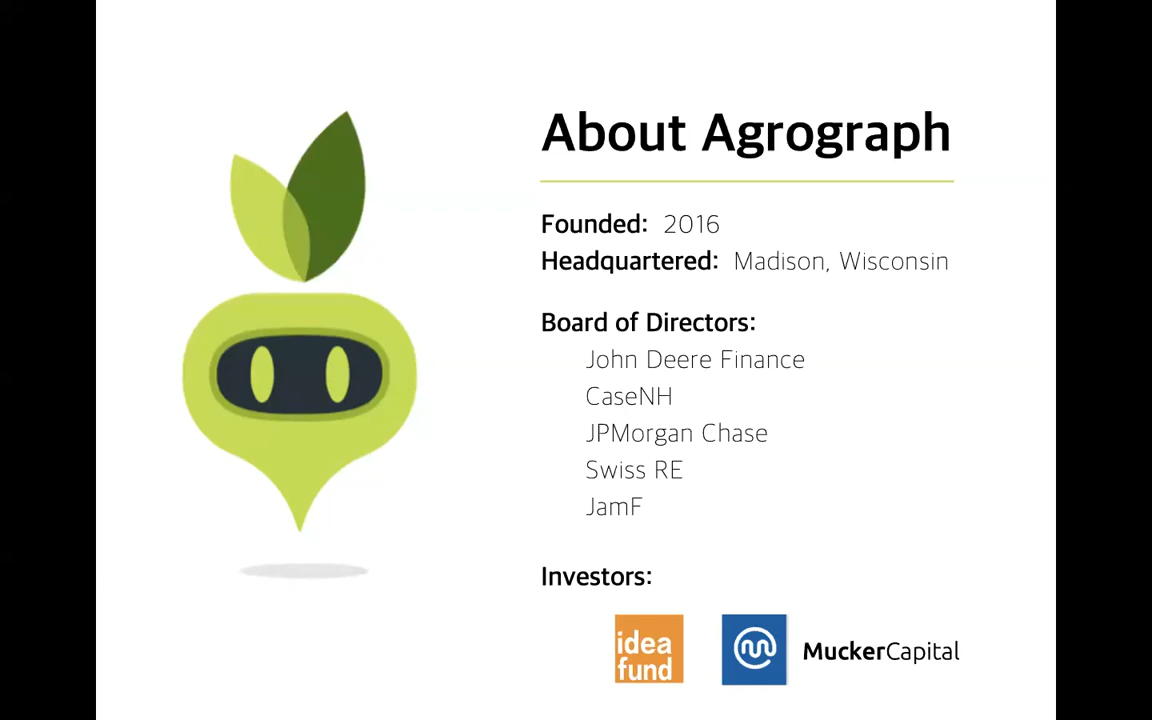 About Agrograph
Founded: 2016
Headquartered: Madison, Wisconsin
Board of Directors:
John Deere Finance
CaseNH
JPMorgan Chase
Swiss RE
JamF
Investors:
idea
fund
MuckerCapital